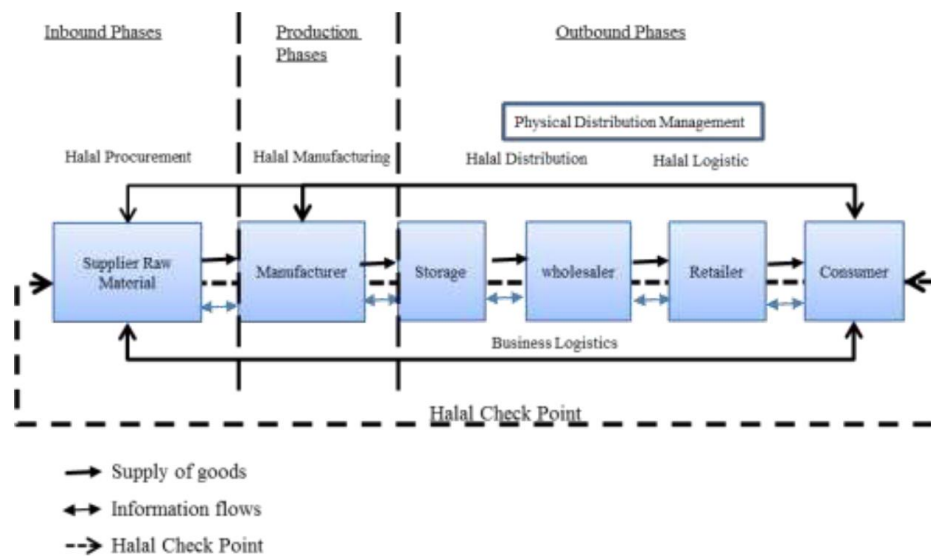 Inbound Phases
Production
Phases
Outbound Phases
Physical Distribution Management
Halal Procurement
Halal Manufacturing
Halal Distribution
Halal Logistic
Supplier Raw
Material
Manufacturer
Storage
wholesaler
Retailer
Consumer
Business Logistics
Halal Check Point
Supply of goods
Information flows
Halal Check Point